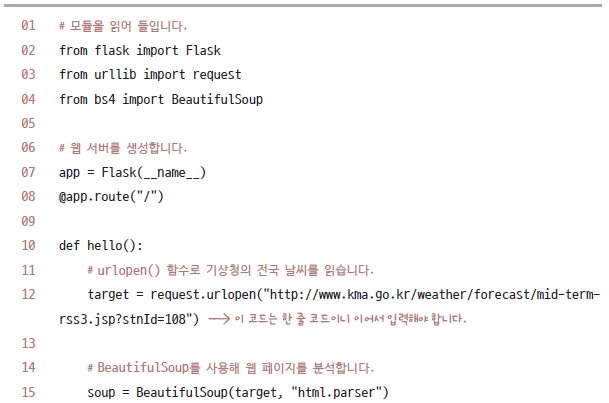 01 # 모듈을 읽어 들입니다.
02 from flask import Flask
03 from urllib import request
04 from bs4 import BeautifulSoup
05
06 # 웹 서버를 생성합니다.
07 app = Flask(__name__)
08 @app.route("/")
09
10 def hello():
11     # urlopen() 함수로 기상청의 전국 날씨를 읽습니다.
12     target = request.urlopen("http://www.kma.go.kr/weather/forecast/mid-term-
rss3.jsp?stnId=108") → 이 코드는 한 줄 코드이니 이어서 입력해야 합니다.
13
14     # BeautifulSoup를 사용해 웹 페이지를 분석합니다.
15     soup = BeautifulSoup(target, "html.parser")